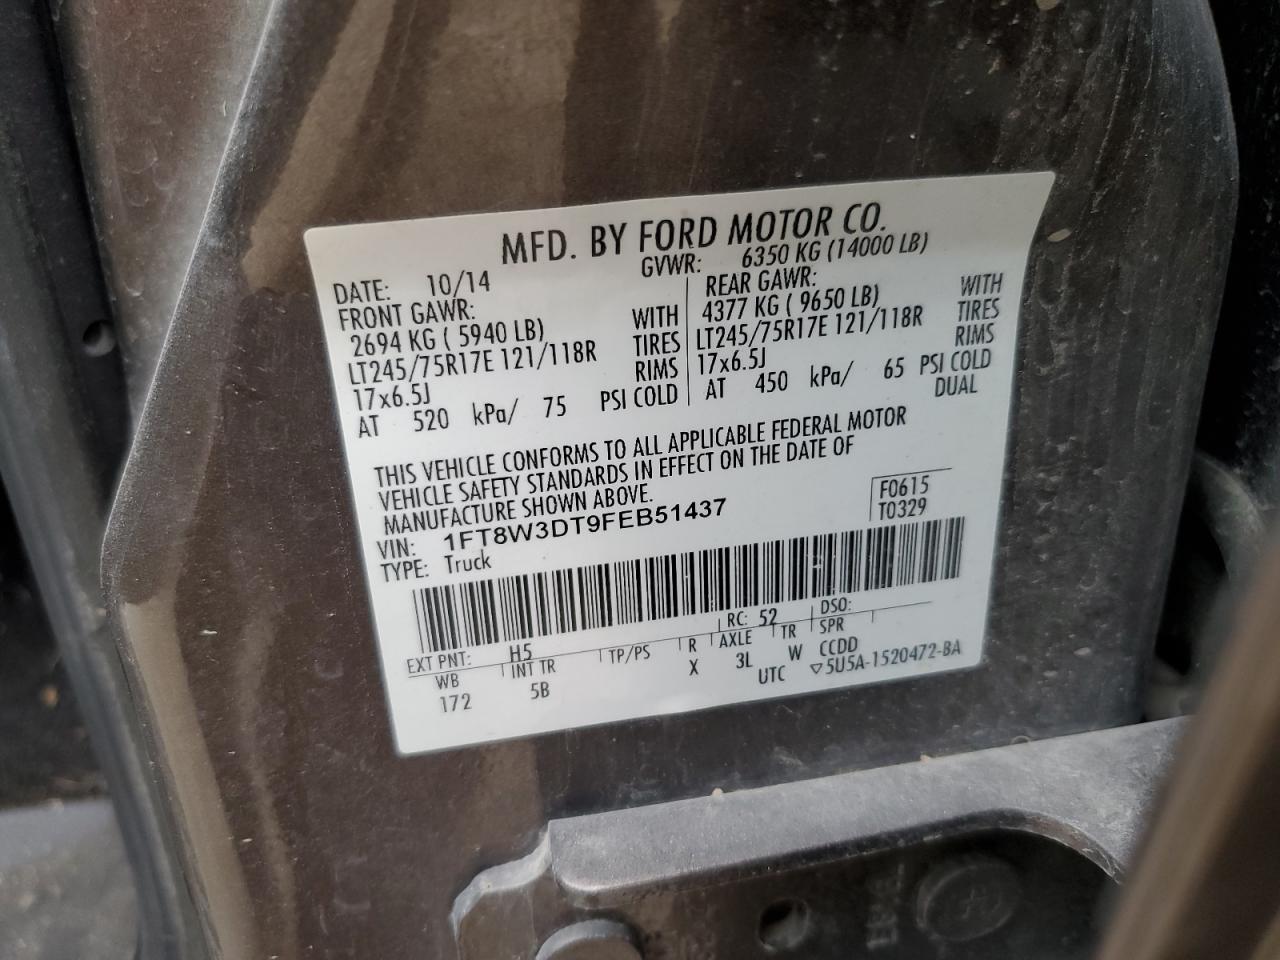 MFD. BY FORD MOTOR CO.
DATE: 10/14 GVWR: 6350 KG (14000 LB)
FRONT GAWR: REAR GAWR:
2694 KG ( 5940 LB) WITH 4377 KG ( 9650 LB) WITH
LT245/75R17E 121/118R TIRES LT245/75R17E 121/118R TIRES
17x6.5J RIMS 17x6.5J RIMS
AT 520 kPa/ 75 PSI COLD AT 450 kPa/ 65 PSI COLD
DUAL
THIS VEHICLE CONFORMS TO ALL APPLICABLE FEDERAL MOTOR
VEHICLE SAFETY STANDARDS IN EFFECT ON THE DATE OF
MANUFACTURE SHOWN ABOVE.
F0615
VIN: 1FT8W3DT9FEB51437 T0329
TYPE: Truck
EXT PNT: H5 RC: 52 DSO:
WB INT TR TP/PS R AXLE TR SPR
172 5B X 3L W CCDD
UTC ▽5U5A-1520472-BA